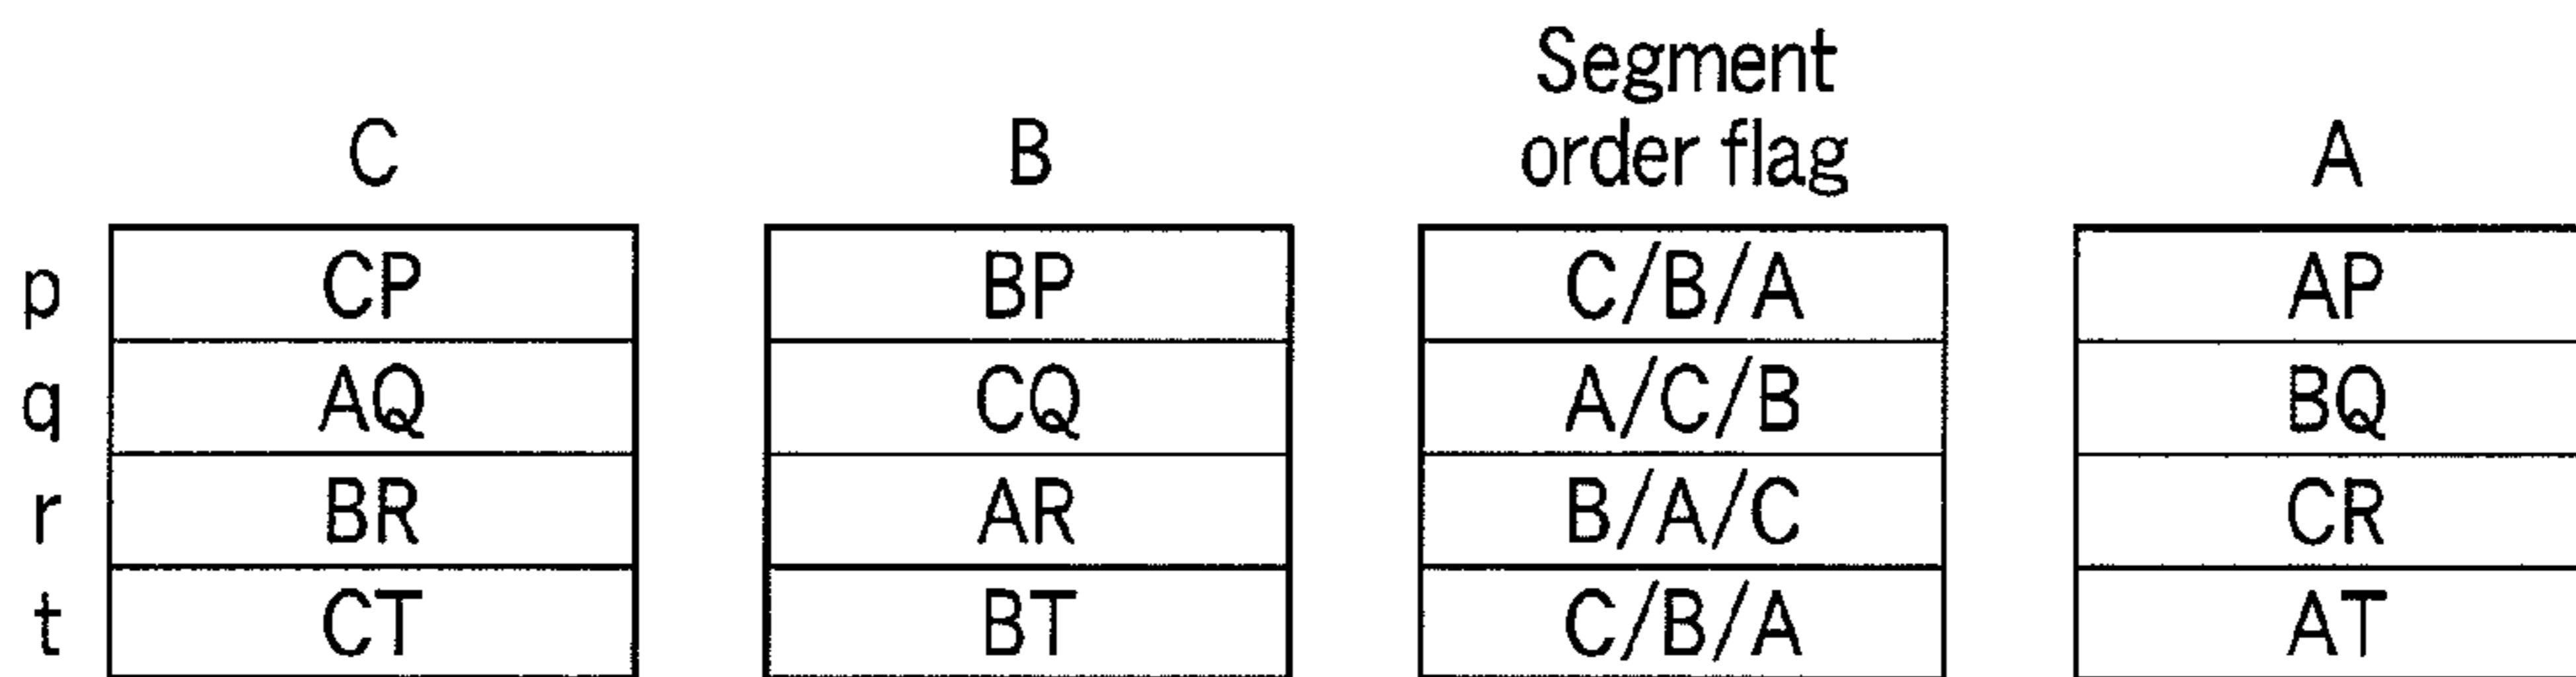 Segment
order flag
C B A
p CP BP C/B/A AP
q AQ CQ A/C/B BQ
r BR AR B/A/C CR
t CT BT C/B/A AT